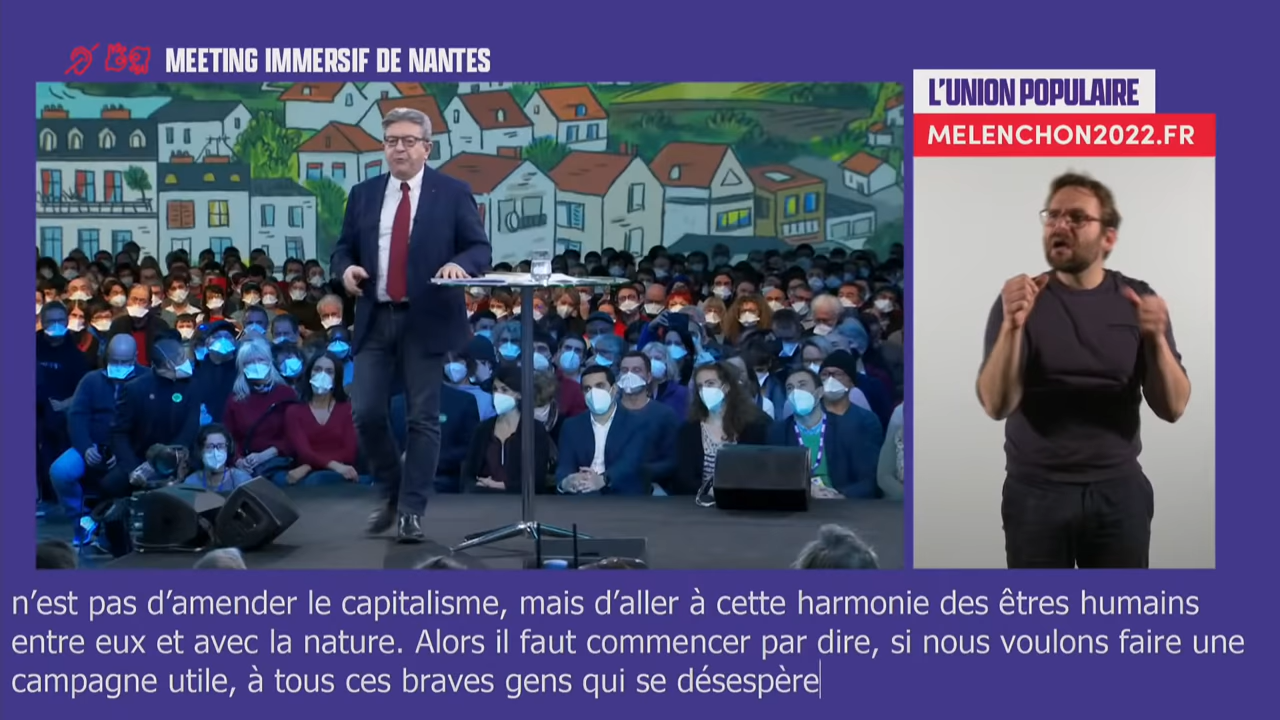 MEETING IMMERSIF DE NANTES
L'UNION POPULAIRE
MELENCHON2022.FR
n’est pas d’amender le capitalisme, mais d’aller à cette harmonie des êtres humains
entre eux et avec la nature. Alors il faut commencer par dire, si nous voulons faire une
campagne utile, à tous ces braves gens qui se désespère